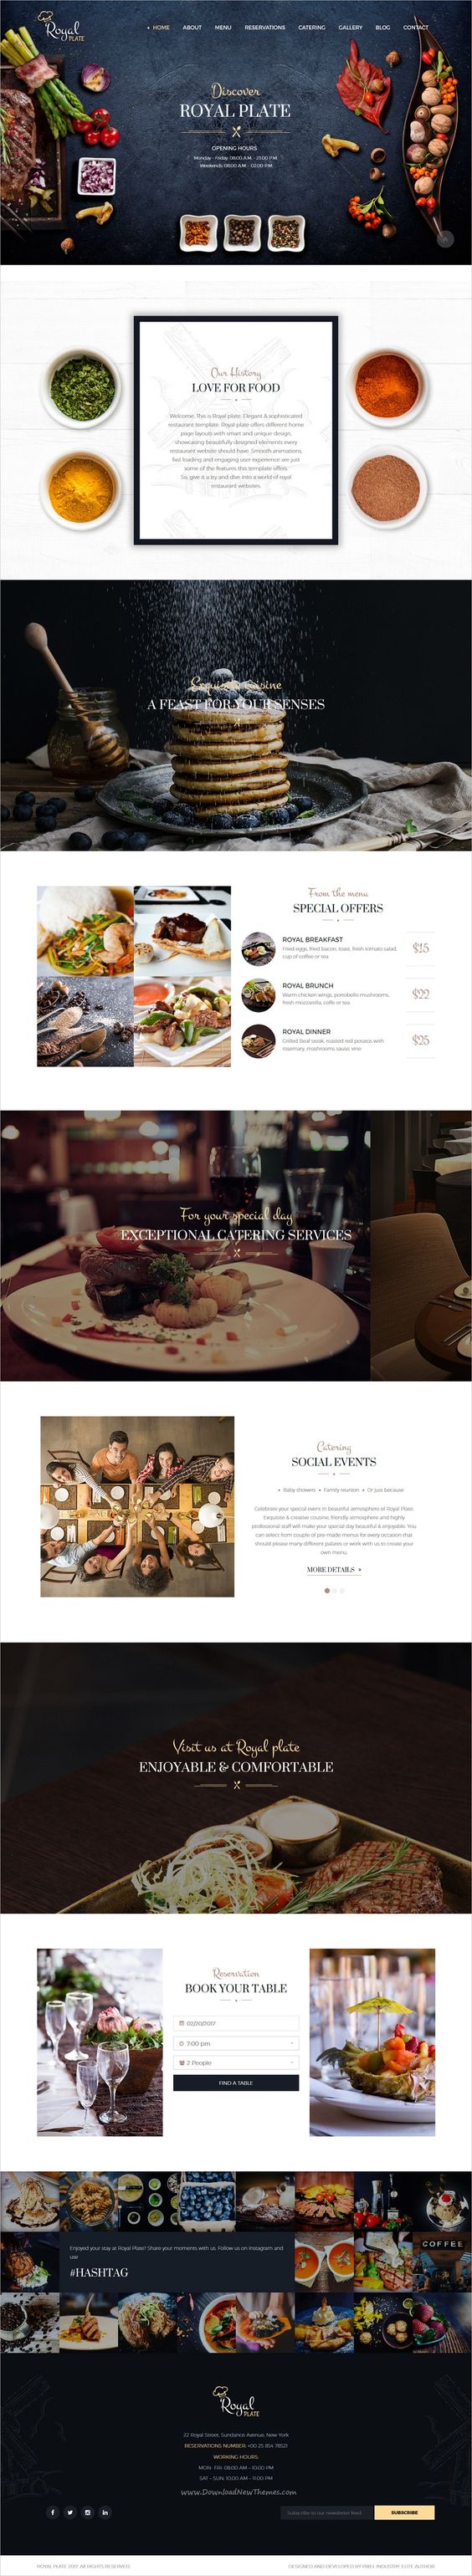 Royal
PLATE
HOME ABOUT MENU RESERVATIONS CATERING GALLERY BLOG CONTACT
Discover
ROYAL PLATE
OPENING HOURS
Monday - Friday 08:00 A.M. - 23:00 P.M.
Weekends 08:00 A.M. - 02:00 P.M.
Our History
LOVE FOR FOOD
Welcome. This is Royal plate. Elegant & sophisticated
restaurant template. Royal plate offers different home
page layouts with smart and unique design,
showcasing beautifully designed elements every
restaurant website should have. Smooth animations,
fast loading and engaging user experience are just
some of the features this template offers.
So, give it a try and dive into a world of royal
restaurant websites.
Exquisite cuisine
A FEAST FOR YOUR SENSES
From the menu
SPECIAL OFFERS
ROYAL BREAKFAST
Fried eggs, fried bacon, toast, fresh tomato salad,
cup of coffee or tea
$15
ROYAL BRUNCH
Warm chicken wings, portobello mushrooms,
fresh mozzarella, coffe or tea
$22
ROYAL DINNER
Grilled Beaf steak, roasted red potatos with
rosemary, mushrooms sauce, vine
$25
For your special day
EXCEPTIONAL CATERING SERVICES
Catering
SOCIAL EVENTS
• Baby showers • Family reunion • Or just because
Celebrate your special event in beautiful atmosphere of Royal Plate.
Exquisite & creative cousine, friendly atmosphere and highly
professional staff will make your special day beautiful & enjoyable. You
can select from couple of pre-made menus for every occasion that
should please many different palates or work with us to create your
own menu.
MORE DETAILS
Visit us at Royal plate
ENJOYABLE & COMFORTABLE
Reservation
BOOK YOUR TABLE
02/20/2017
7:00 pm
2 People
FIND A TABLE
COFFEE
Enjoyed your stay at Royal Plate? Share your moments with us. Follow us on Instagram and
use
#HASHTAG
Royal
PLATE
22 Royal Street, Sundance Avenue, New York
RESERVATIONS NUMBER: +00 25 854 78521
WORKING HOURS:
MON - FRI: 08:00 AM - 10:00 PM
SAT - SUN: 10:00 AM - 11:00 PM
www.DownloadNewThemes.com
Subscribe to our newsletter feed
SUBSCRIBE
ROYAL PLATE 2017. All RIGHTS RESERVED.
DESIGNED AND DEVELOPED BY PIXEL INDUSTRY ELITE AUTHOR